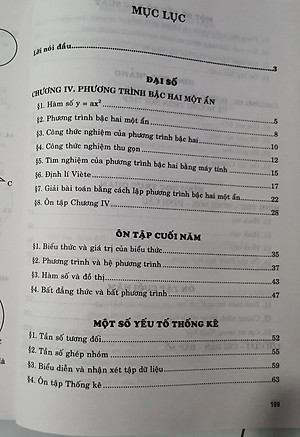 MỤC LỤC
Lời nói đầu 3
ĐẠI SỐ
CHƯƠNG IV. PHƯƠNG TRÌNH BẬC HAI MỘT ẨN
§1. Hàm số y = ax² 5
§2. Phương trình bậc hai một ẩn 8
§3. Công thức nghiệm của phương trình bậc hai 10
§4. Công thức nghiệm thu gọn 12
§5. Tìm nghiệm của phương trình bậc hai bằng máy tính 15
§6. Định lí Viète 17
§7. Giải bài toán bằng cách lập phương trình bậc hai một ẩn 22
§8. Ôn tập Chương IV 28
ÔN TẬP CUỐI NĂM
§1. Biểu thức và giá trị của biểu thức 35
§2. Phương trình và hệ phương trình 37
§3. Hàm số và đồ thị 43
§4. Bất đẳng thức và bất phương trình 47
MỘT SỐ YẾU TỐ THỐNG KÊ
§1. Tần số tương đối 52
§2. Tần số ghép nhóm 55
§3. Biểu diễn và nhận xét tập dữ liệu 59
§4. Ôn tập Thống kê 63